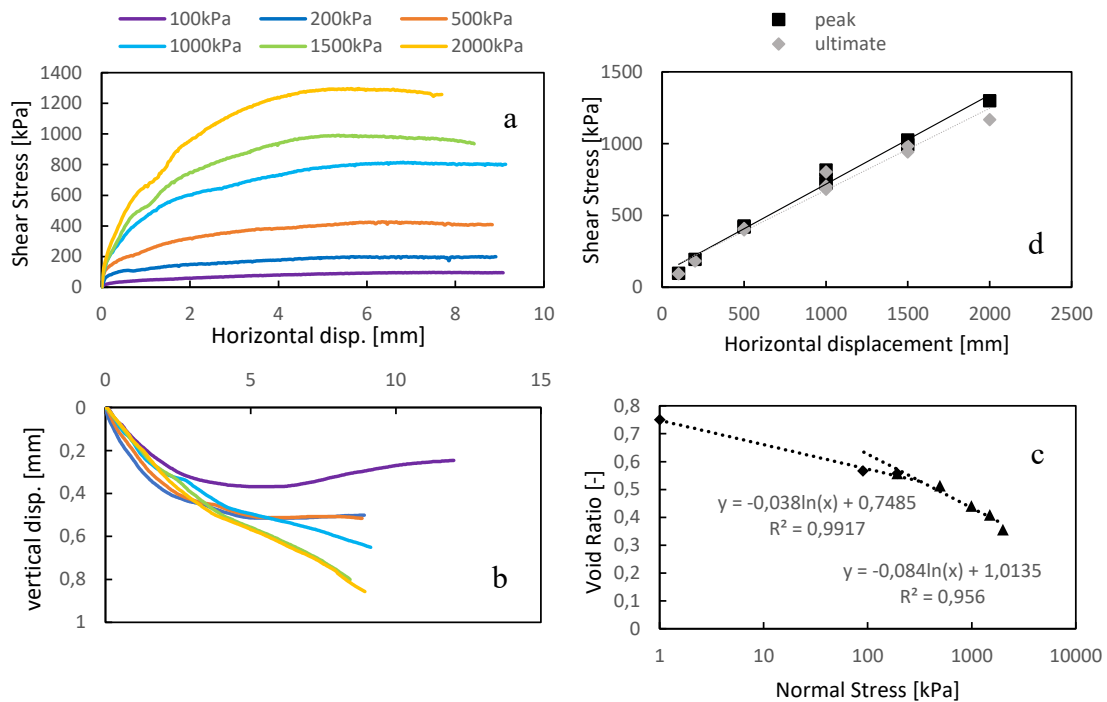 100kPa 200kPa 500kPa
1000kPa 1500kPa 2000kPa
Shear Stress [kPa]
1400
1200
1000
800
600
400
200
0
a
0 2 4 6 8 10
Horizontal disp. [mm]
peak
ultimate
Shear Stress [kPa]
1500
1000
500
0
d
0 500 1000 1500 2000 2500
Horizontal displacement [mm]
0 5 10 15
vertical disp. [mm]
0
0,2
0,4
0,6
0,8
1
b
Void Ratio [-]
0,8
0,7
0,6
0,5
0,4
0,3
0,2
0,1
0
c
y = -0,038ln(x) + 0,7485
R² = 0,9917
y = -0,084ln(x) + 1,0135
R² = 0,956
1 10 100 1000 10000
Normal Stress [kPa]